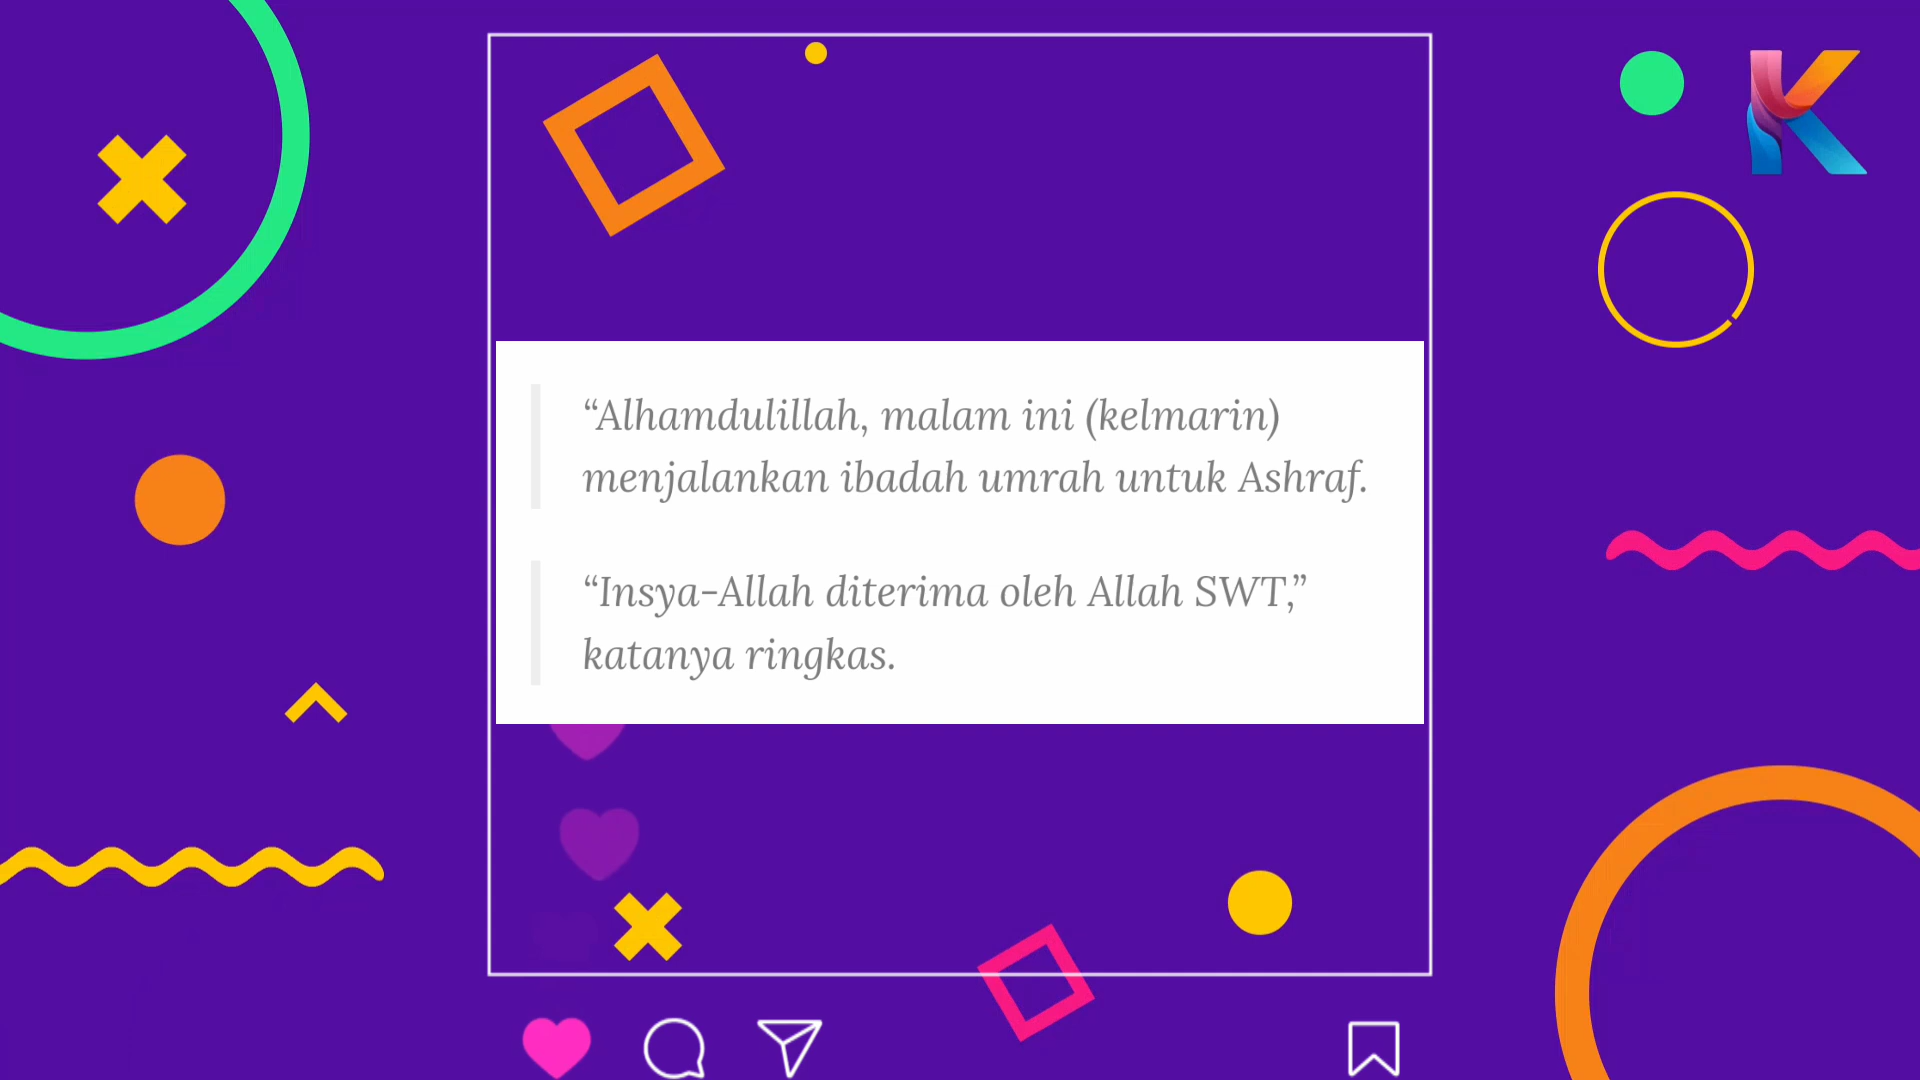 “Alhamdulillah, malam ini (kelmarin)
menjalankan ibadah umrah untuk Ashraf.
“Insya-Allah diterima oleh Allah SWT,”
katanya ringkas.
K